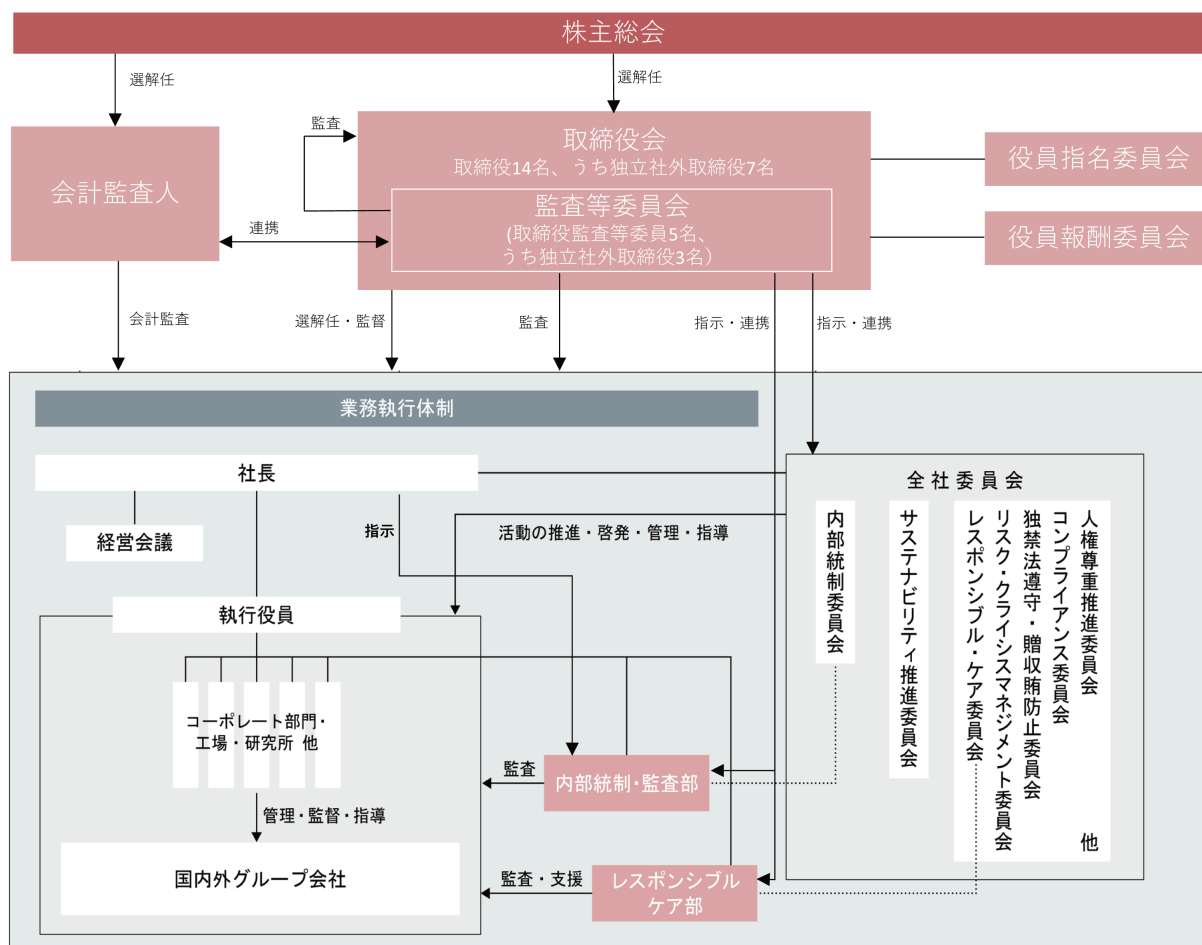 株主総会
選解任
選解任
監査
取締役会
取締役14名、うち独立社外取締役7名
会計監査人
監査等委員会
(取締役監査等委員5名、
うち独立社外取締役3名）
連携
役員指名委員会
役員報酬委員会
会計監査
選解任・監督
監査
指示・連携
指示・連携
業務執行体制
社長
経営会議
指示
活動の推進・啓発・管理・指導
全社委員会
人権尊重推進委員会 他
コンプライアンス委員会
独禁法遵守・贈収賄防止委員会
リスク・クライシスマネジメント委員会
レスポンシブル・ケア委員会
サステナビリティ推進委員会
内部統制委員会
執行役員
コーポレート部門・
工場・研究所 他
管理・監督・指導
国内外グループ会社
監査
内部統制・監査部
監査・支援
レスポンシブル
ケア部